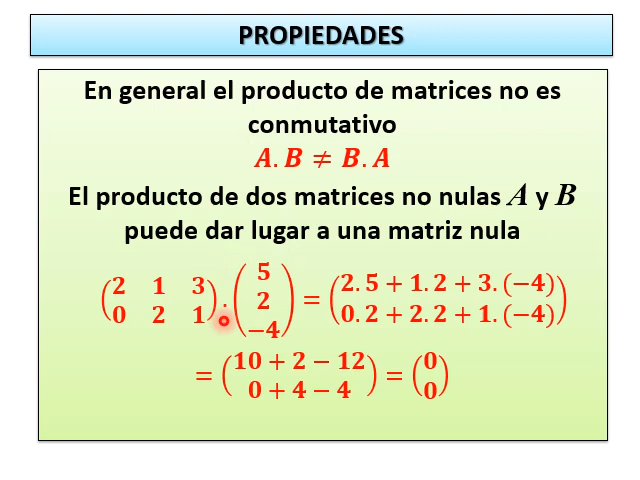 PROPIEDADES
En general el producto de matrices no es
conmutativo
A.B ≠ B.A
El producto de dos matrices no nulas A y B
puede dar lugar a una matriz nula
(2 1 3
0 2 1) . (5
2
−4) = (2.5 + 1.2 + 3.(−4)
0.2 + 2.2 + 1.(−4))
= (10 + 2 − 12
0 + 4 − 4) = (0
0)